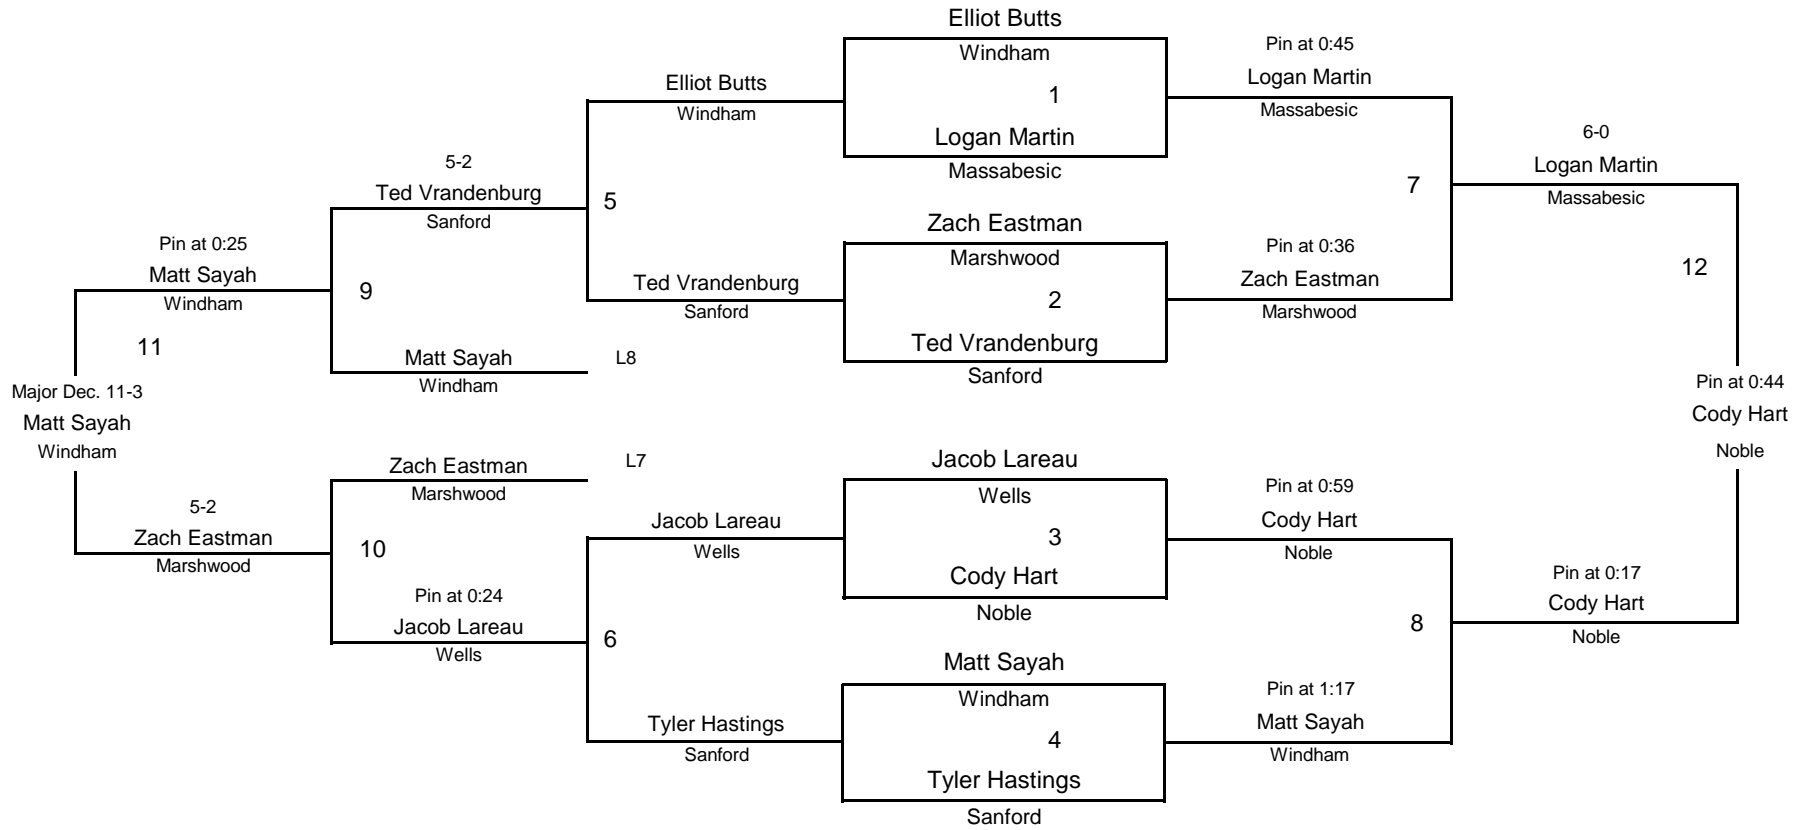 Elliot Butts
Windham
1
Logan Martin
Massabesic
Zach Eastman
Marshwood
2
Ted Vrandenburg
Sanford
Jacob Lareau
Wells
3
Cody Hart
Noble
Matt Sayah
Windham
4
Tyler Hastings
Sanford
Pin at 0:45
Logan Martin
Massabesic
7
Pin at 0:36
Zach Eastman
Marshwood
Pin at 0:59
Cody Hart
Noble
8
Pin at 1:17
Matt Sayah
Windham
6-0
Logan Martin
Massabesic
12
Pin at 0:17
Cody Hart
Noble
Pin at 0:44
Cody Hart
Noble
Elliot Butts
Windham
5
Ted Vrandenburg
Sanford
L8
L7
Jacob Lareau
Wells
6
Tyler Hastings
Sanford
5-2
Ted Vrandenburg
Sanford
9
Matt Sayah
Windham
Zach Eastman
Marshwood
10
Pin at 0:24
Jacob Lareau
Wells
Pin at 0:25
Matt Sayah
Windham
11
5-2
Zach Eastman
Marshwood
Major Dec. 11-3
Matt Sayah
Windham